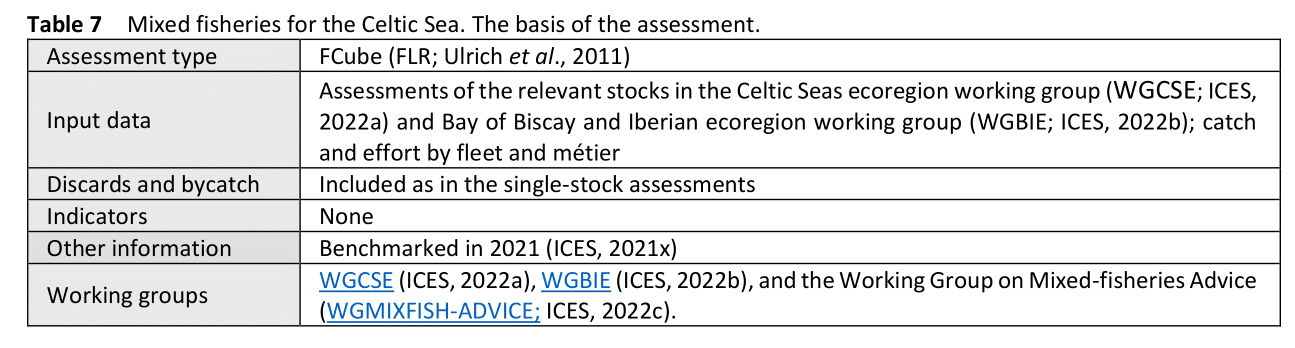 Table 7 Mixed fisheries for the Celtic Sea. The basis of the assessment.
Assessment type FCube (FLR; Ulrich et al., 2011)
Input data Assessments of the relevant stocks in the Celtic Seas ecoregion working group (WGCSE; ICES,
2022a) and Bay of Biscay and Iberian ecoregion working group (WGBIE; ICES, 2022b); catch
and effort by fleet and métier
Discards and bycatch Included as in the single-stock assessments
Indicators None
Other information Benchmarked in 2021 (ICES, 2021x)
Working groups WGCSE (ICES, 2022a), WGBIE (ICES, 2022b), and the Working Group on Mixed-fisheries Advice
(WGMIXFISH-ADVICE; ICES, 2022c).